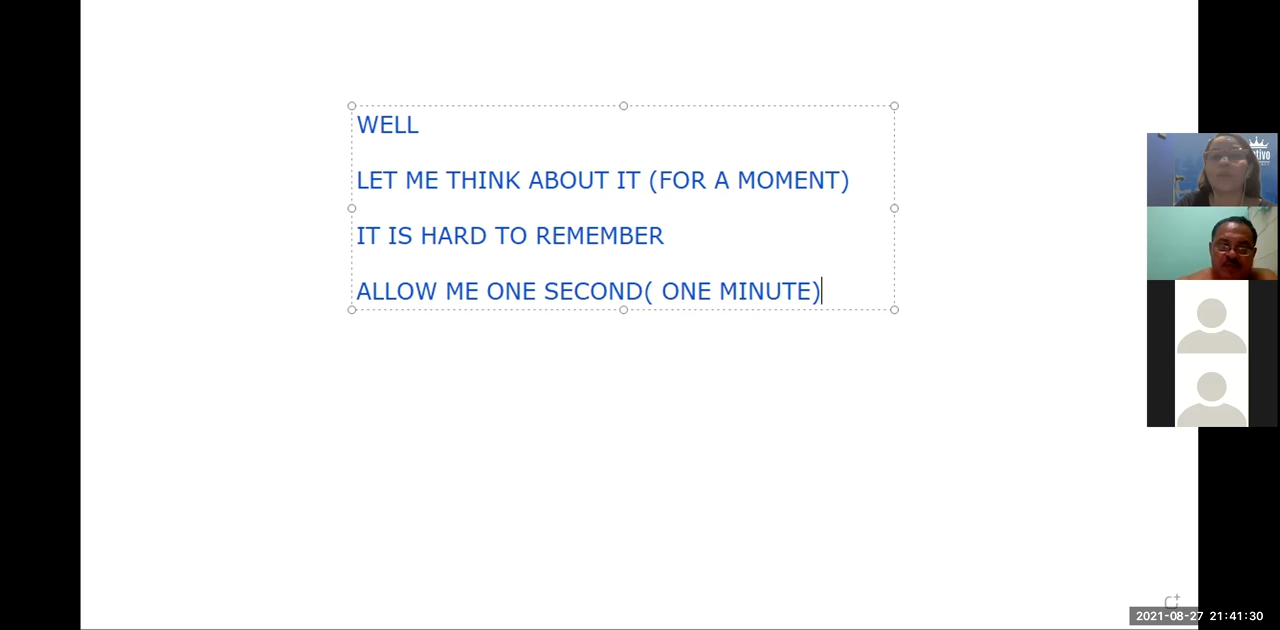 WELL
LET ME THINK ABOUT IT (FOR A MOMENT)
IT IS HARD TO REMEMBER
ALLOW ME ONE SECOND( ONE MINUTE)
2021-08-27 21:41:30